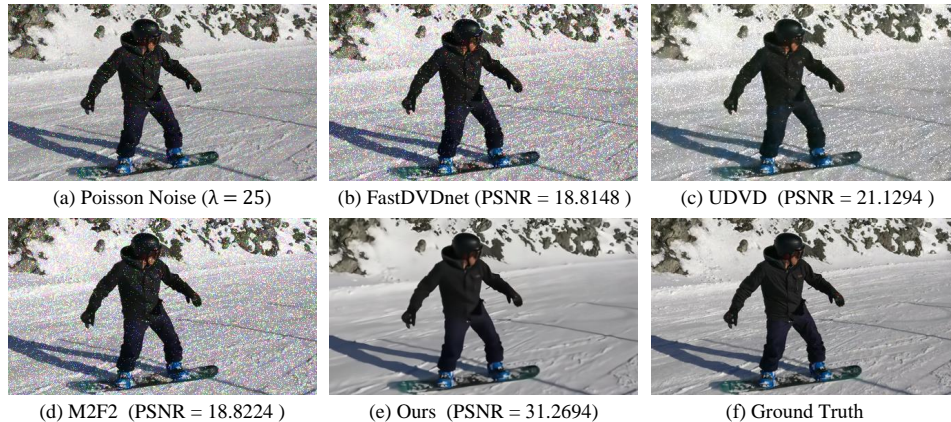 (a) Poisson Noise (λ = 25)
(b) FastDVDnet (PSNR = 18.8148 )
(c) UDVD  (PSNR = 21.1294 )
(d) M2F2  (PSNR = 18.8224 )
(e) Ours  (PSNR = 31.2694)
(f) Ground Truth